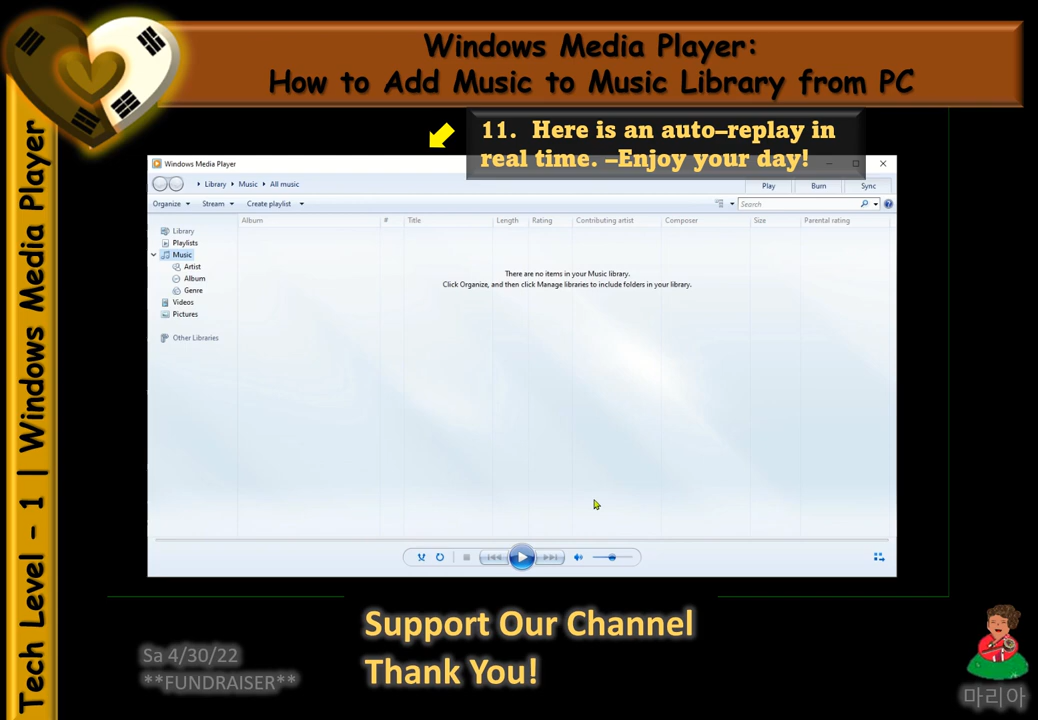 Windows Media Player:
How to Add Music to Music Library from PC
Tech Level - 1 | Windows Media Player
11. Here is an auto–replay in
real time. –Enjoy your day!
Windows Media Player
Library Music All music
Play Burn Sync
Organize Stream Create playlist
Search
Album # Title Length Rating Contributing artist Composer Size Parental rating
Library
Playlists
Music
Artist
Album
Genre
Videos
Pictures
Other Libraries
There are no items in your Music library.
Click Organize, and then click Manage libraries to include folders in your library.
Support Our Channel
Thank You!
Sa 4/30/22
**FUNDRAISER**
마리아